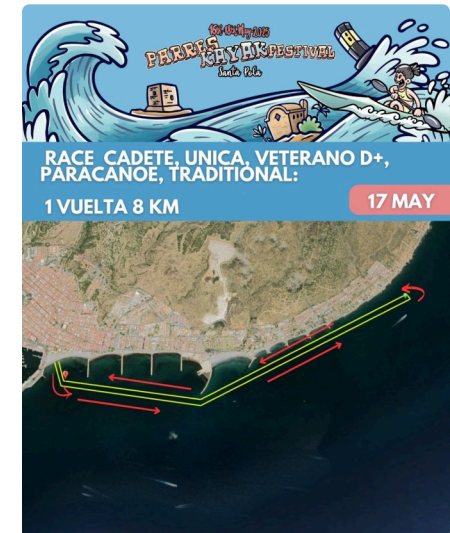 PARRES
KAYAK FESTIVAL
Santa Pola
RACE CADETE, UNICA, VETERANO D+,
PARACANOE, TRADITIONAL:
1 VUELTA 8 KM
17 MAY